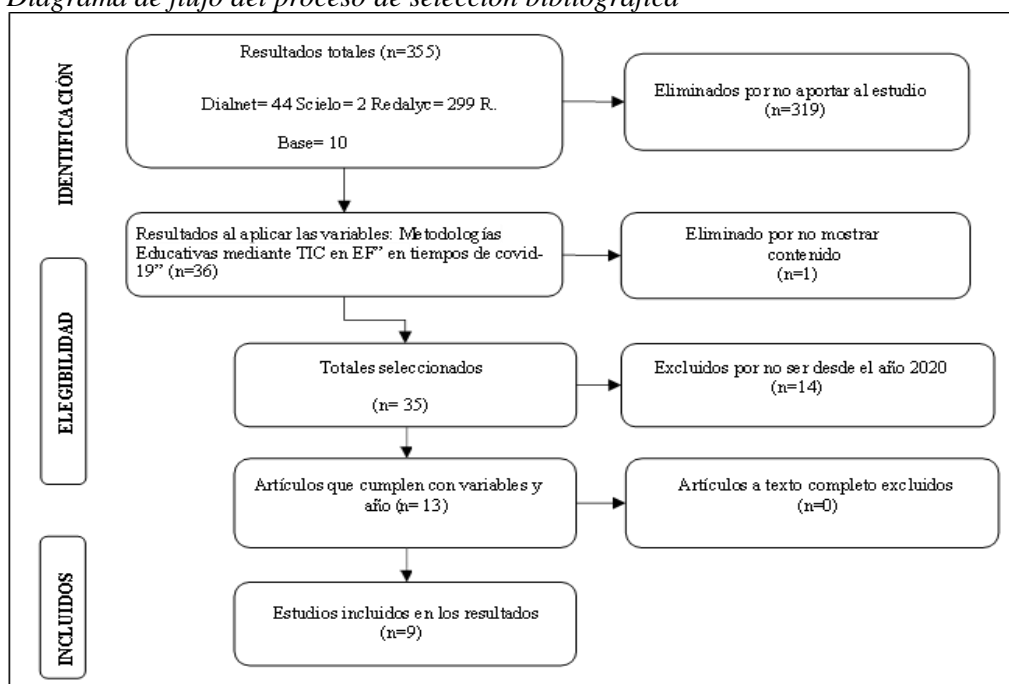 Diagrama de flujo del proceso de selección bibliográfica
IDENTIFICACIÓN
Resultados totales (n=355)
Dialnet= 44 Scielo= 2 Redalyc= 299 R.
Base= 10
Eliminados por no aportar al estudio
(n=319)
Resultados al aplicar las variables: Metodologías
Educativas mediante TIC en EF” en tiempos de covid-
19” (n=36)
Eliminado por no mostrar
contenido
(n=1)
ELEGIBILIDAD
Totales seleccionados
(n= 35)
Excluidos por no ser desde el año 2020
(n=14)
Artículos que cumplen con variables y
año (n= 13)
Artículos a texto completo excluidos
(n=0)
INCLUIDOS
Estudios incluidos en los resultados
(n=9)